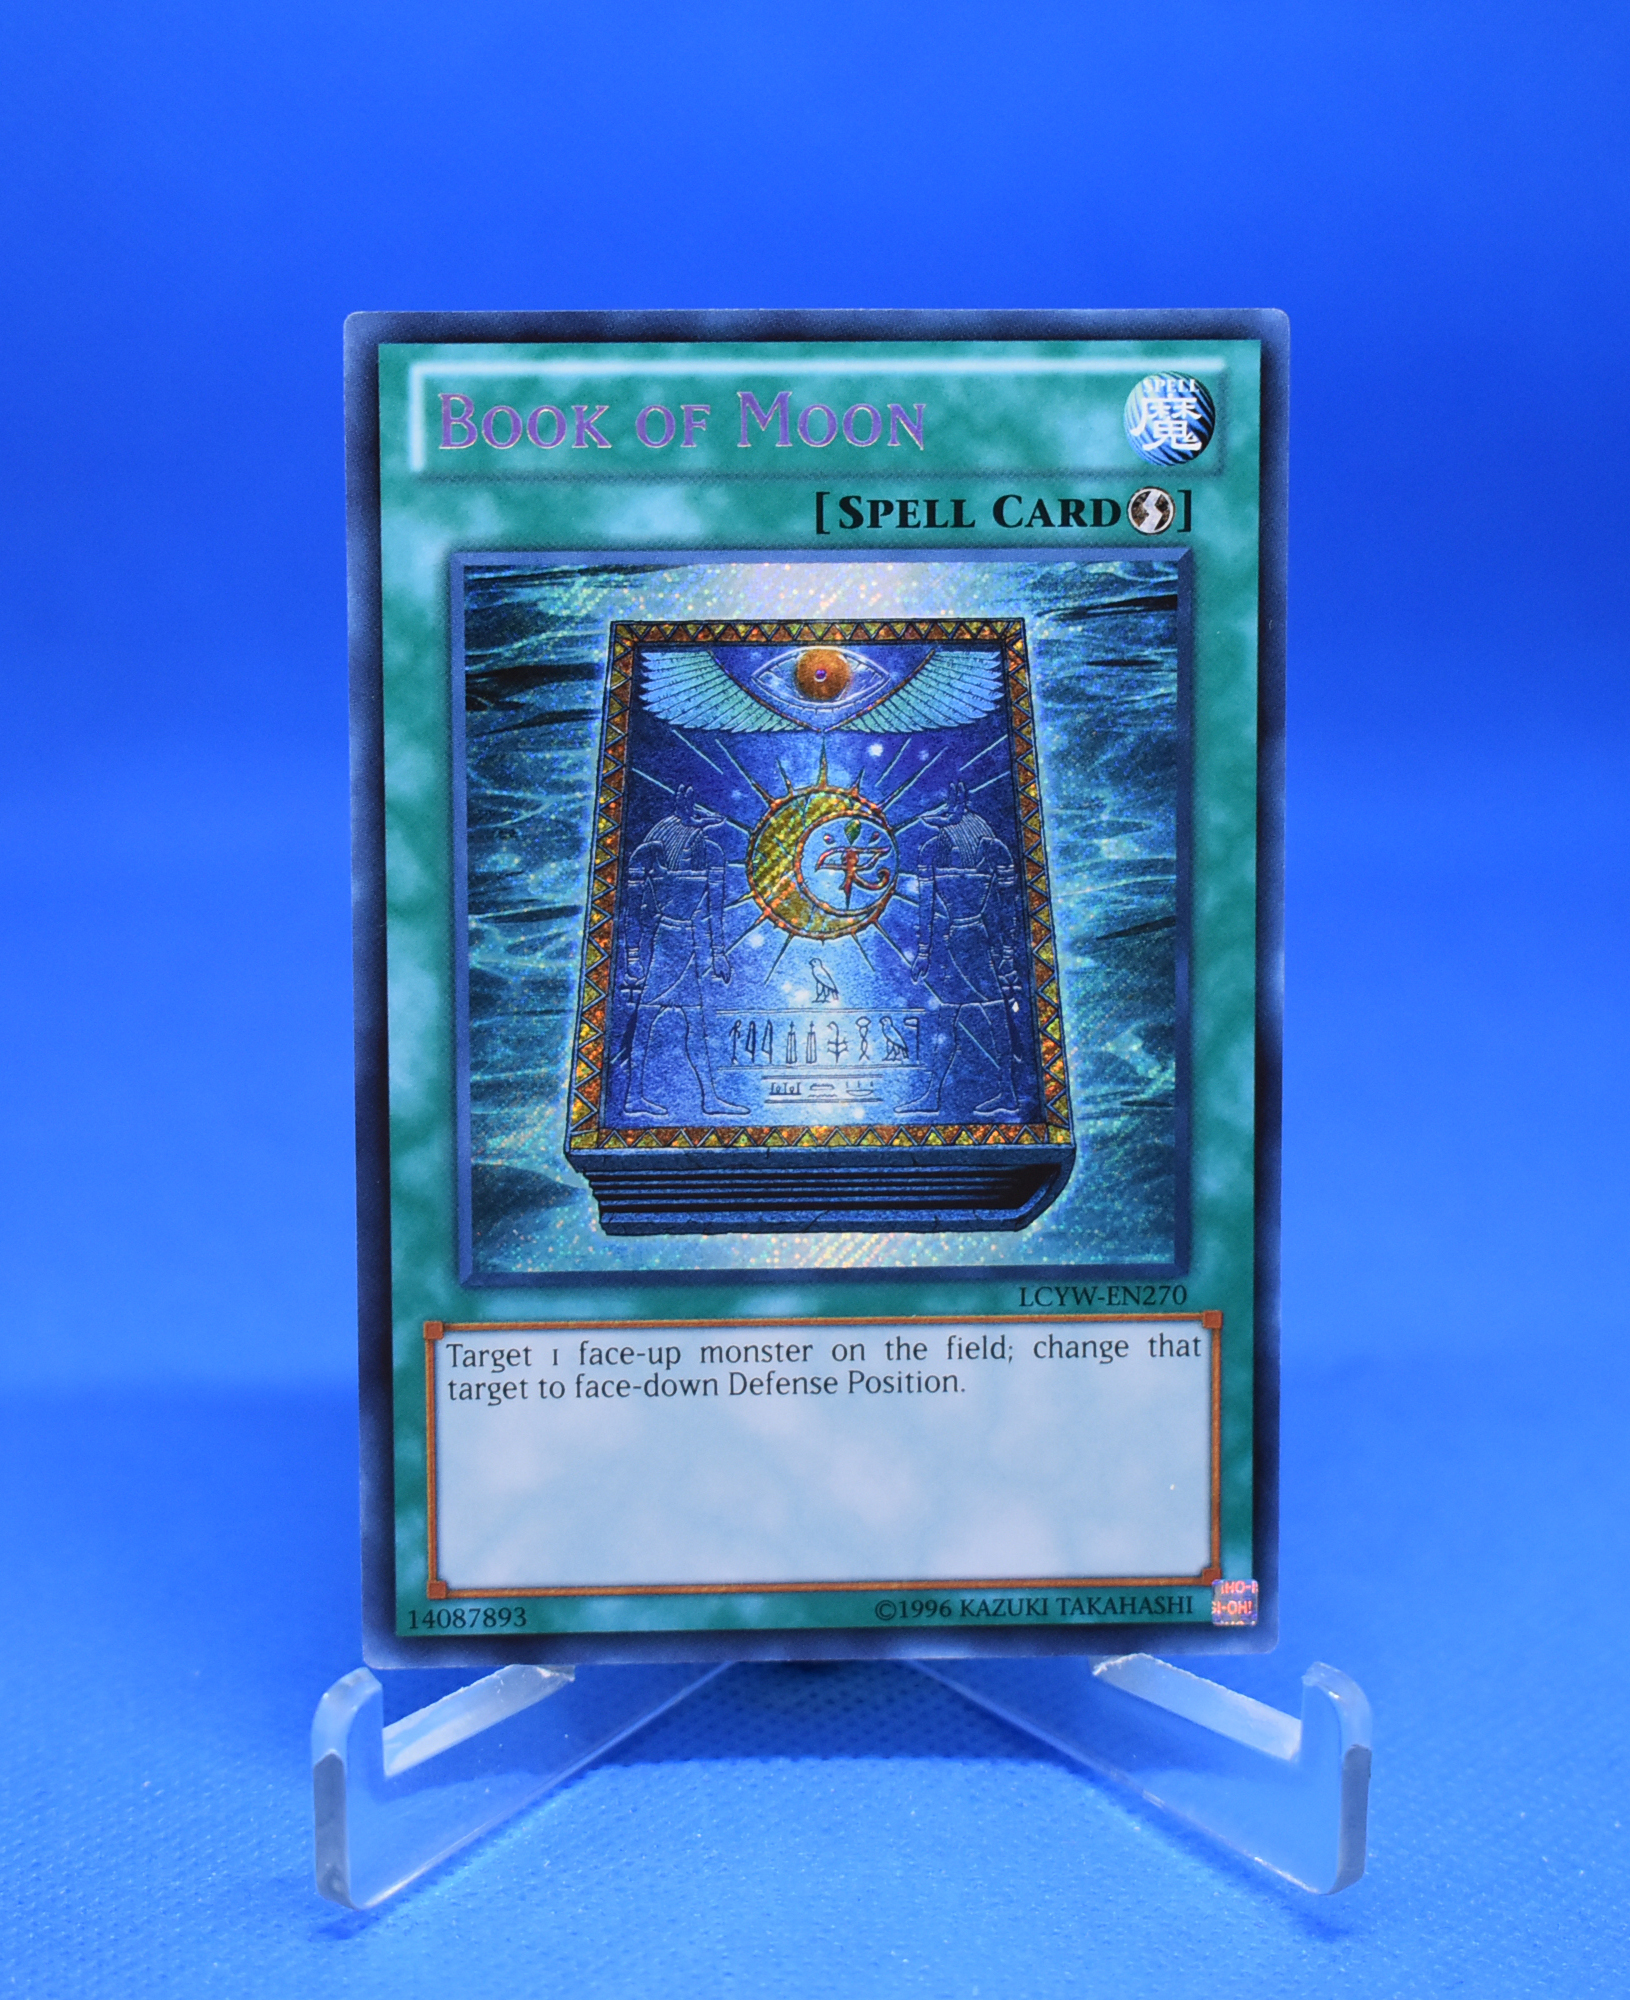 BOOK OF MOON
SPELL
魔
[SPELL CARD]
LCYW-EN270
Target 1 face-up monster on the field; change that
target to face-down Defense Position.
14087893
©1996 KAZUKI TAKAHASHI